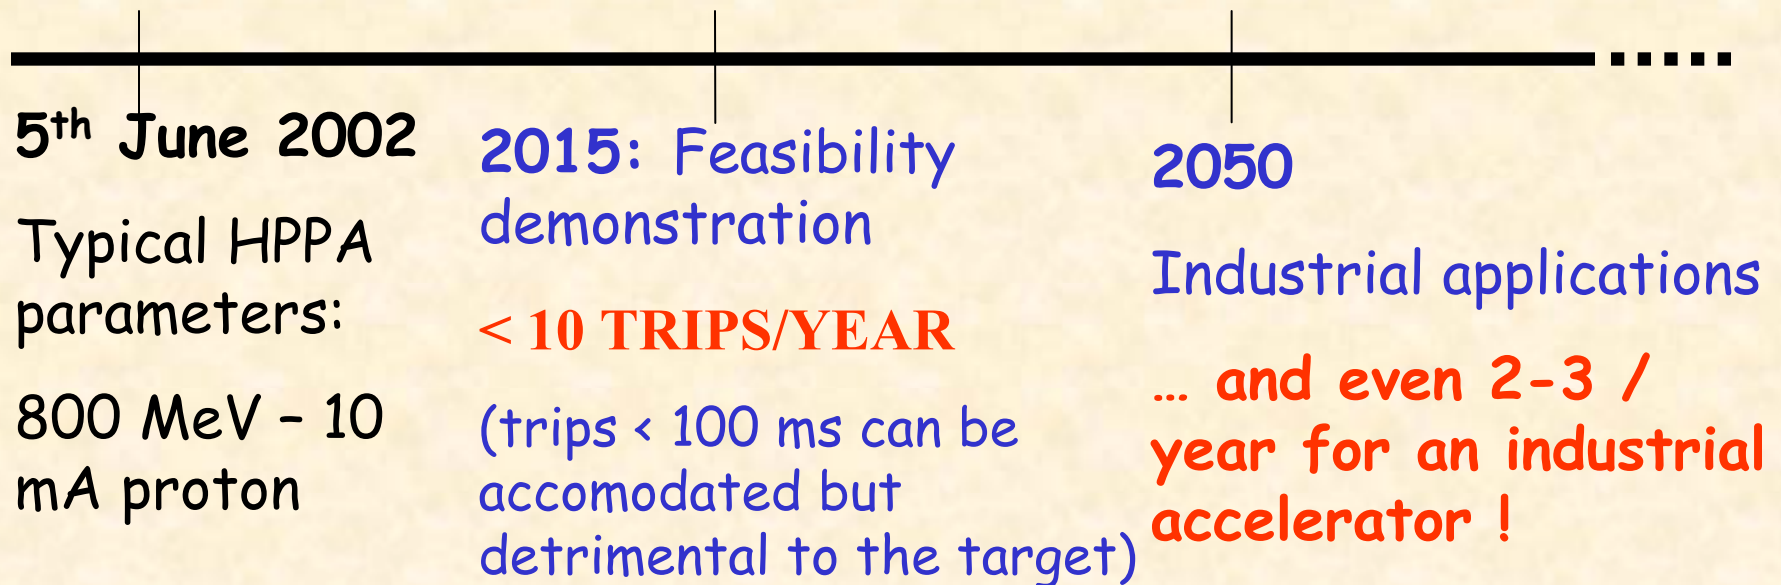 5th June 2002
Typical HPPA
parameters:
800 MeV – 10
mA proton
2015: Feasibility
demonstration
< 10 TRIPS/YEAR
(trips < 100 ms can be
accomodated but
detrimental to the target)
2050
Industrial applications
… and even 2-3 /
year for an industrial
accelerator !